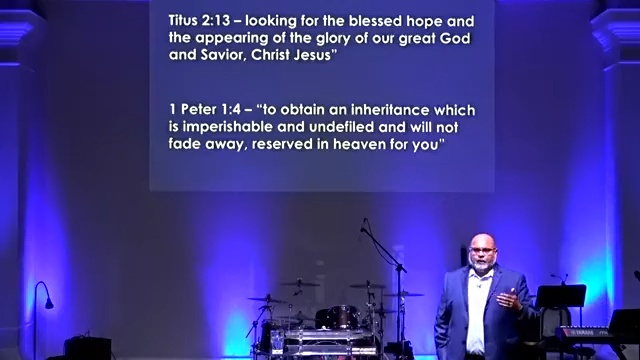 Titus 2:13 – looking for the blessed hope and
the appearing of the glory of our great God
and Savior, Christ Jesus”
1 Peter 1:4 – “to obtain an inheritance which
is imperishable and undefiled and will not
fade away, reserved in heaven for you”
YAMAHA